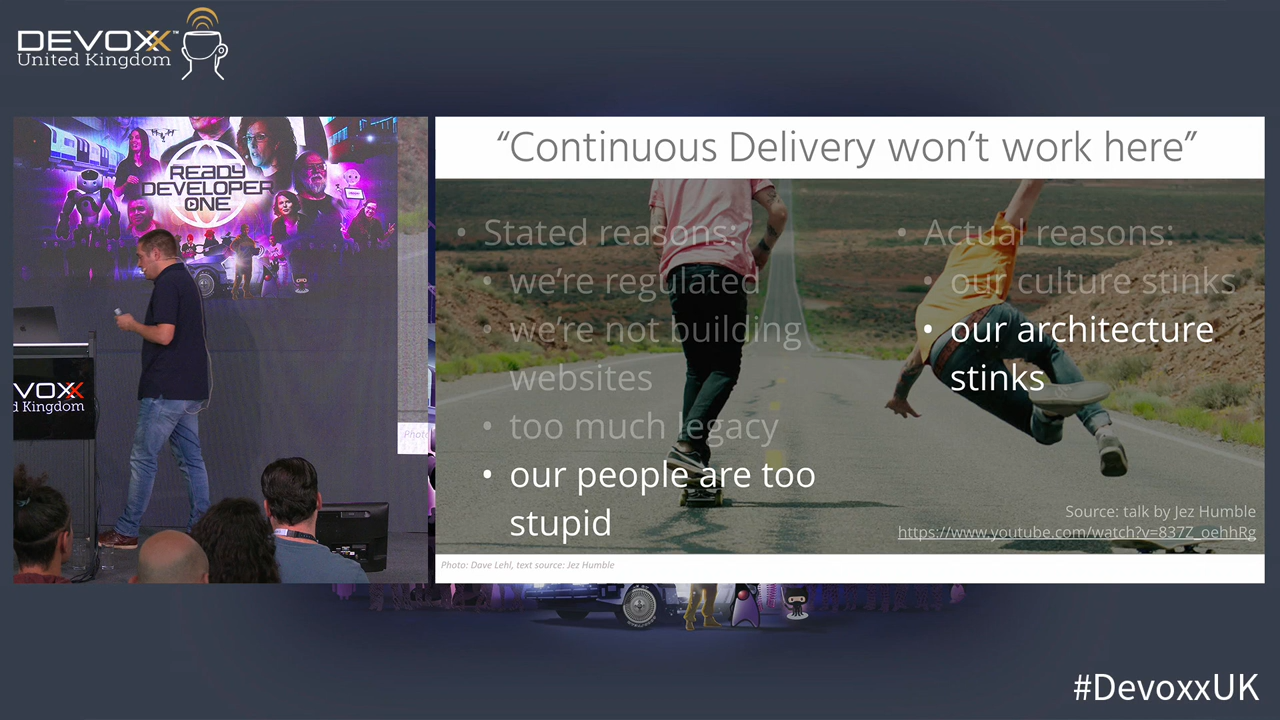 DEVOXX™
United Kingdom
READY
DEVELOPER
ONE
VOXX
d Kingdom
Photo
“Continuous Delivery won’t work here”
• Stated reasons:
• we’re regulated
• we’re not building
websites
• too much legacy
• our people are too
stupid
• Actual reasons:
• our culture stinks
• our architecture
stinks
Source: talk by Jez Humble
https://www.youtube.com/watch?v=837Z_oehhRg
Photo: Dave Lehl, text source: Jez Humble
#DevoxxUK